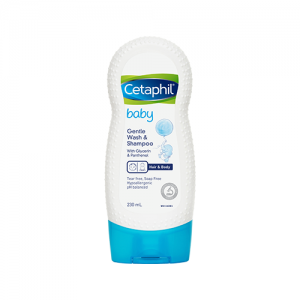 Cetaphil
baby
Gentle
Wash &
Shampoo
With Glycerin
& Panthenol
Hair & Body
Tear free, Soap Free
Hypoallergenic
pH balanced
230 mL